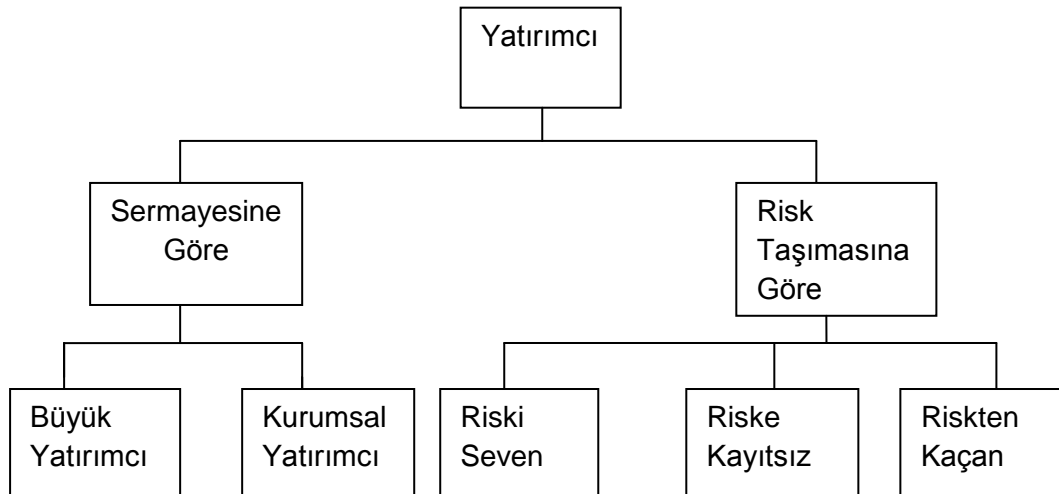 Yatırımcı
Sermayesine
Göre
Risk
Taşımasına
Göre
Büyük
Yatırımcı
Kurumsal
Yatırımcı
Riski
Seven
Riske
Kayıtsız
Riskten
Kaçan